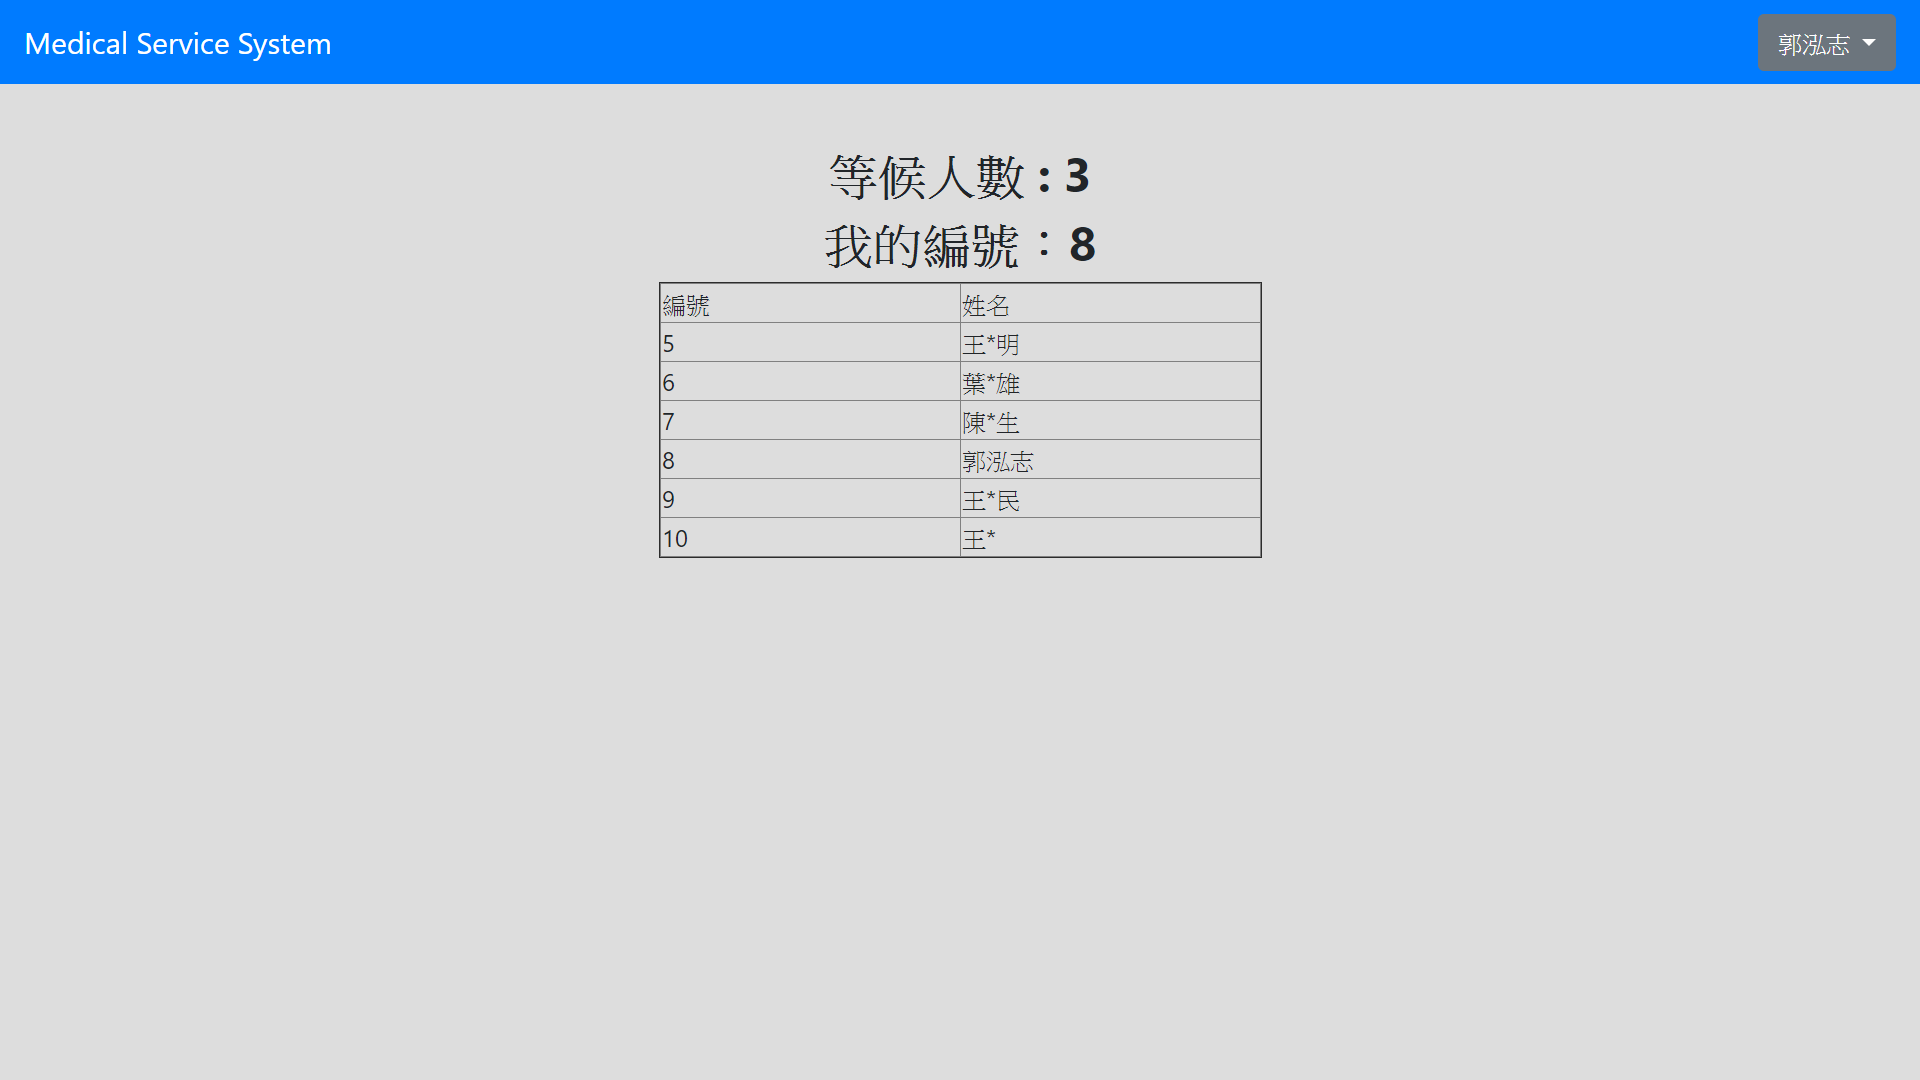 Medical Service System
郭泓志
等候人數 : 3
我的編號：8
編號 姓名
5 王*明
6 葉*雄
7 陳*生
8 郭泓志
9 王*民
10 王*